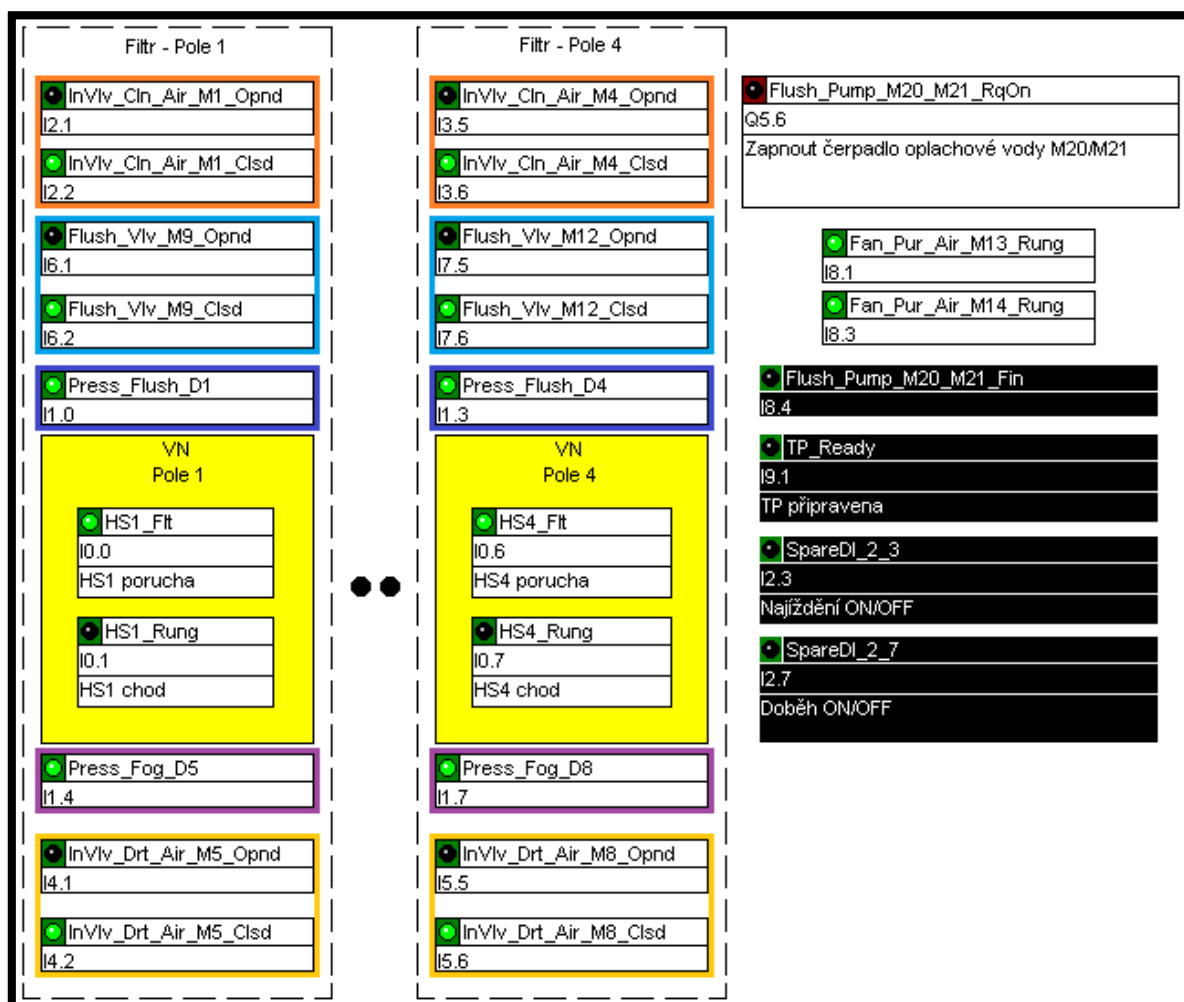 Filtr - Pole 1
InVlv_Cln_Air_M1_Opnd
I2.1
InVlv_Cln_Air_M1_Clsd
I2.2
Flush_Vlv_M9_Opnd
I6.1
Flush_Vlv_M9_Clsd
I6.2
Press_Flush_D1
I1.0
VN
Pole 1
HS1_Flt
I0.0
HS1 porucha
HS1_Rung
I0.1
HS1 chod
Press_Fog_D5
I1.4
InVlv_Drt_Air_M5_Opnd
I4.1
InVlv_Drt_Air_M5_Clsd
I4.2
Filtr - Pole 4
InVlv_Cln_Air_M4_Opnd
I3.5
InVlv_Cln_Air_M4_Clsd
I3.6
Flush_Vlv_M12_Opnd
I7.5
Flush_Vlv_M12_Clsd
I7.6
Press_Flush_D4
I1.3
VN
Pole 4
HS4_Flt
I0.6
HS4 porucha
HS4_Rung
I0.7
HS4 chod
Press_Fog_D8
I1.7
InVlv_Drt_Air_M8_Opnd
I5.5
InVlv_Drt_Air_M8_Clsd
I5.6
Flush_Pump_M20_M21_RqOn
Q5.6
Zapnout čerpadlo oplachové vody M20/M21
Fan_Pur_Air_M13_Rung
I8.1
Fan_Pur_Air_M14_Rung
I8.3
Flush_Pump_M20_M21_Fin
I8.4
TP_Ready
I9.1
TP připravena
SpareDI_2_3
I2.3
Najíždění ON/OFF
SpareDI_2_7
I2.7
Doběh ON/OFF